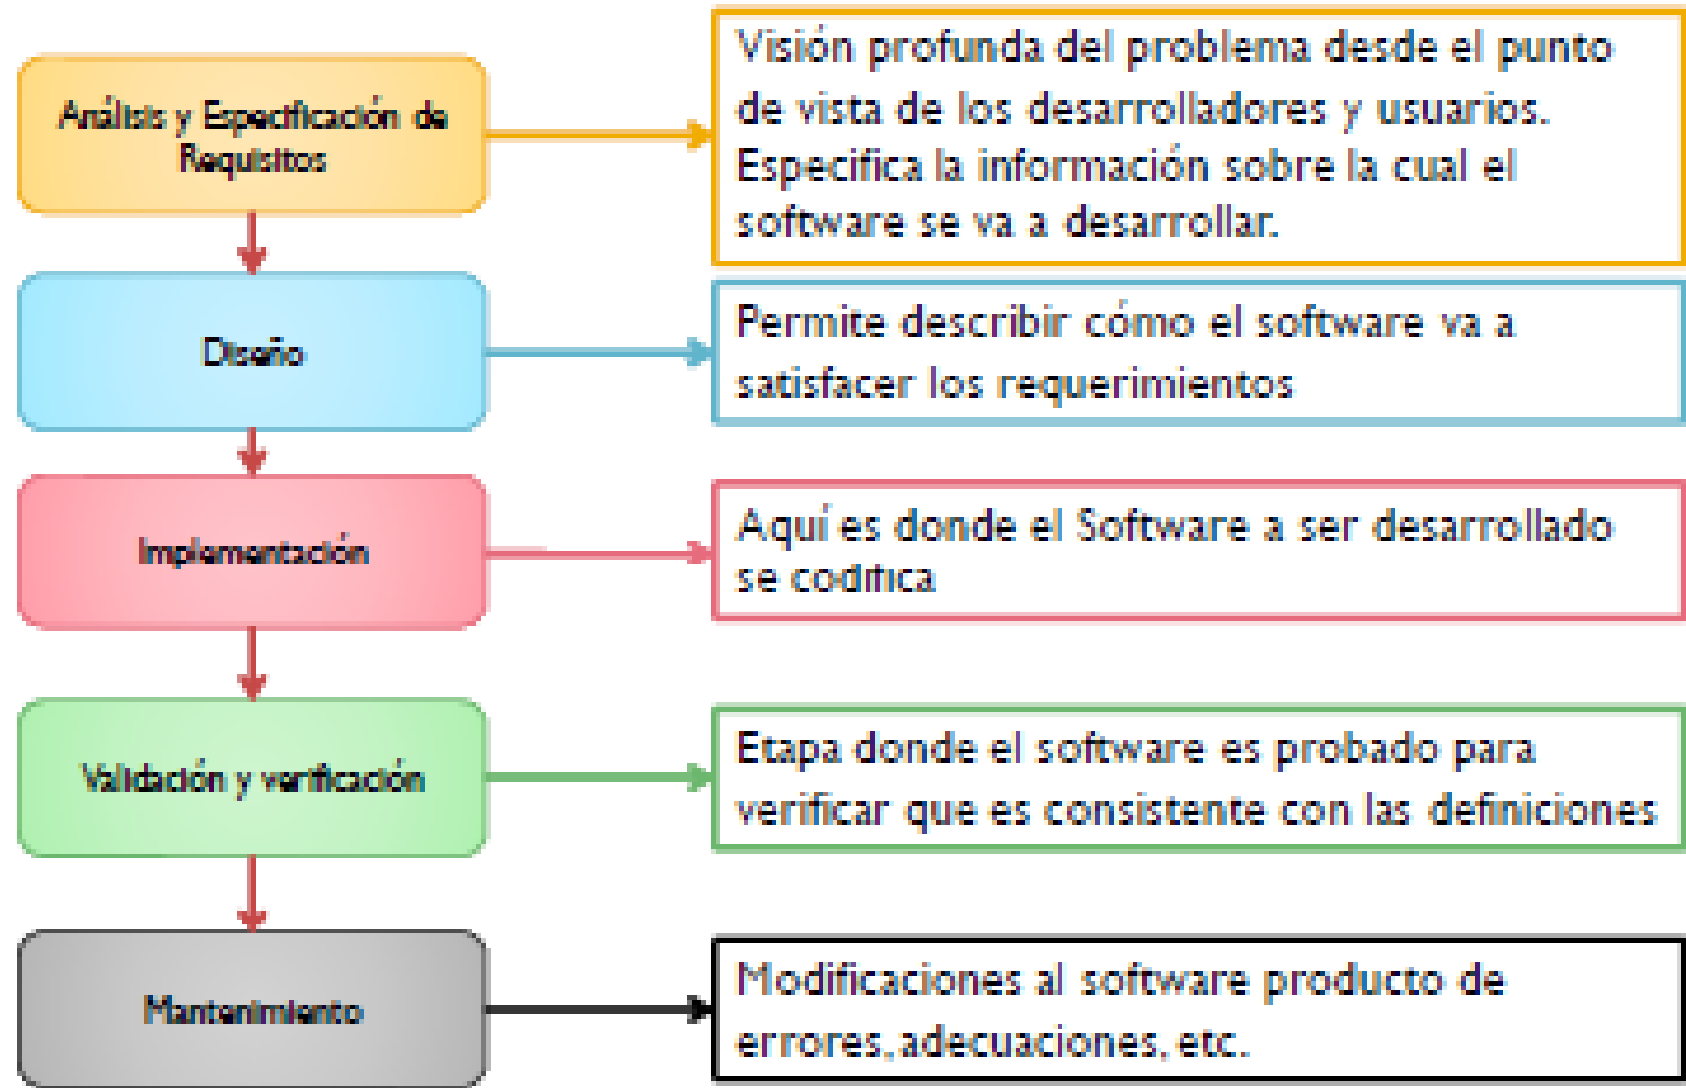 Análisis y Especificación de
Requisitos
Visión profunda del problema desde el punto
de vista de los desarrolladores y usuarios.
Especifica la información sobre la cual el
software se va a desarrollar.
Diseño
Permite describir cómo el software va a
satisfacer los requerimientos
Implementación
Aquí es donde el Software a ser desarrollado
se codifica
Validación y verificación
Etapa donde el software es probado para
verificar que es consistente con las definiciones
Mantenimiento
Modificaciones al software producto de
errores, adecuaciones, etc.